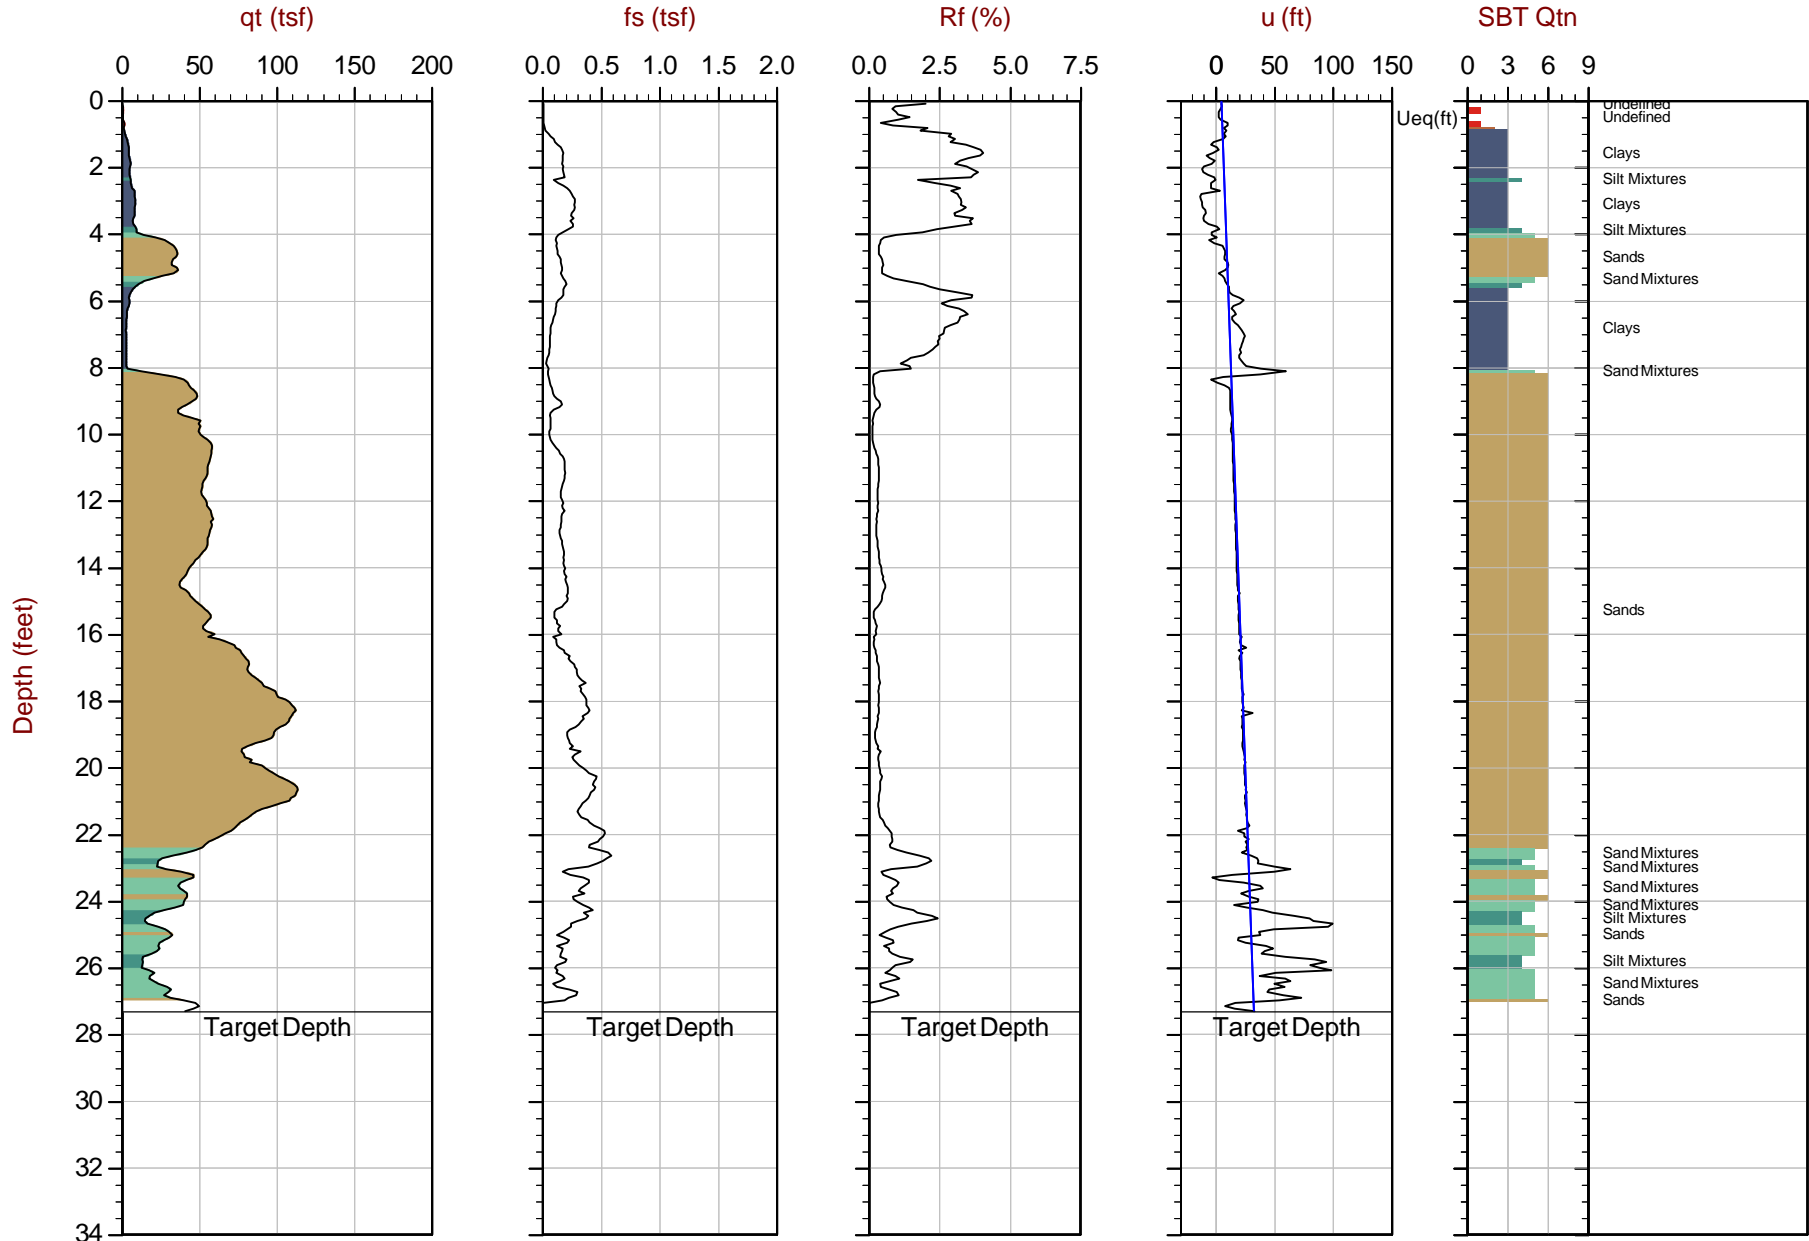 qt (tsf) fs (tsf) Rf (%) u (ft) SBT Qtn
0 50 100 150 200 0.0 0.5 1.0 1.5 2.0 0.0 2.5 5.0 7.5 0 50 100 150 0 3 6 9
0
Undefined
Ueq(ft)
Undefined
Clays
2
Silt Mixtures
Clays
Silt Mixtures
4
Sands
Sand Mixtures
6
Clays
8
Sand Mixtures
10
12
14
Sands
16
Depth (feet)
18
20
22
Sand Mixtures
Sand Mixtures
Sand Mixtures
24
Sand Mixtures
Silt Mixtures
Sands
Silt Mixtures
26
Sand Mixtures
Sands
Target Depth Target Depth Target Depth Target Depth
28
30
32
34